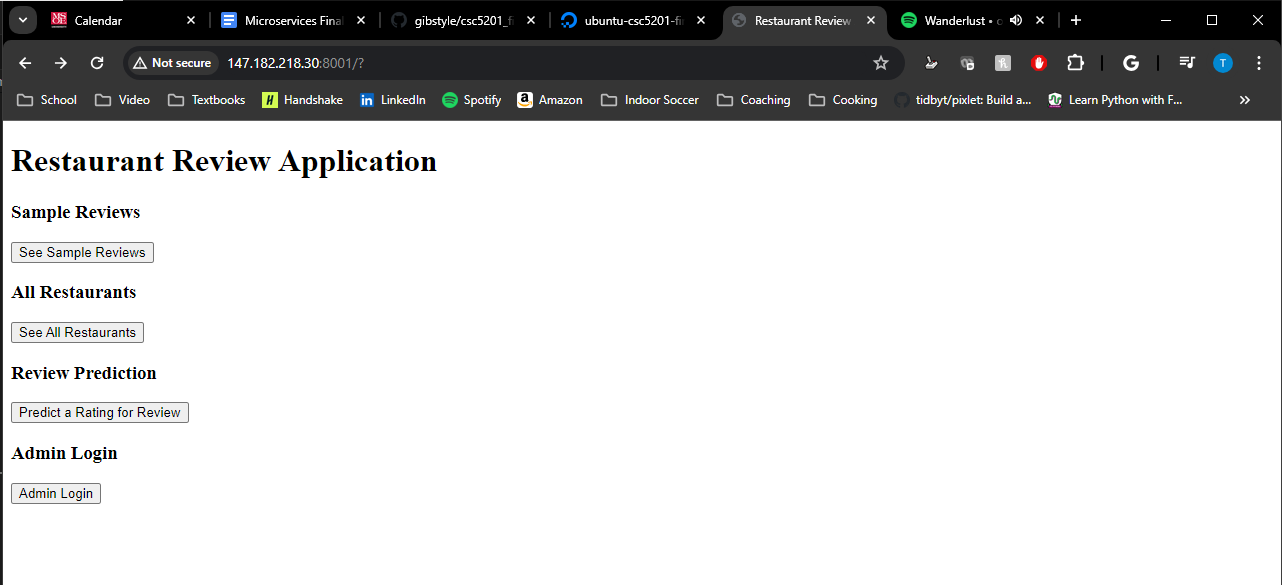 Calendar
Microservices Final
gibstyle/csc5201_fi
ubuntu-csc5201-fi
Restaurant Review
Wanderlust •
Not secure 147.182.218.30:8001/?
G
T
School Video Textbooks H Handshake in LinkedIn Spotify a Amazon Indoor Soccer Coaching Cooking tidbyt/pixlet: Build a... Learn Python with F...
Restaurant Review Application
Sample Reviews
See Sample Reviews
All Restaurants
See All Restaurants
Review Prediction
Predict a Rating for Review
Admin Login
Admin Login